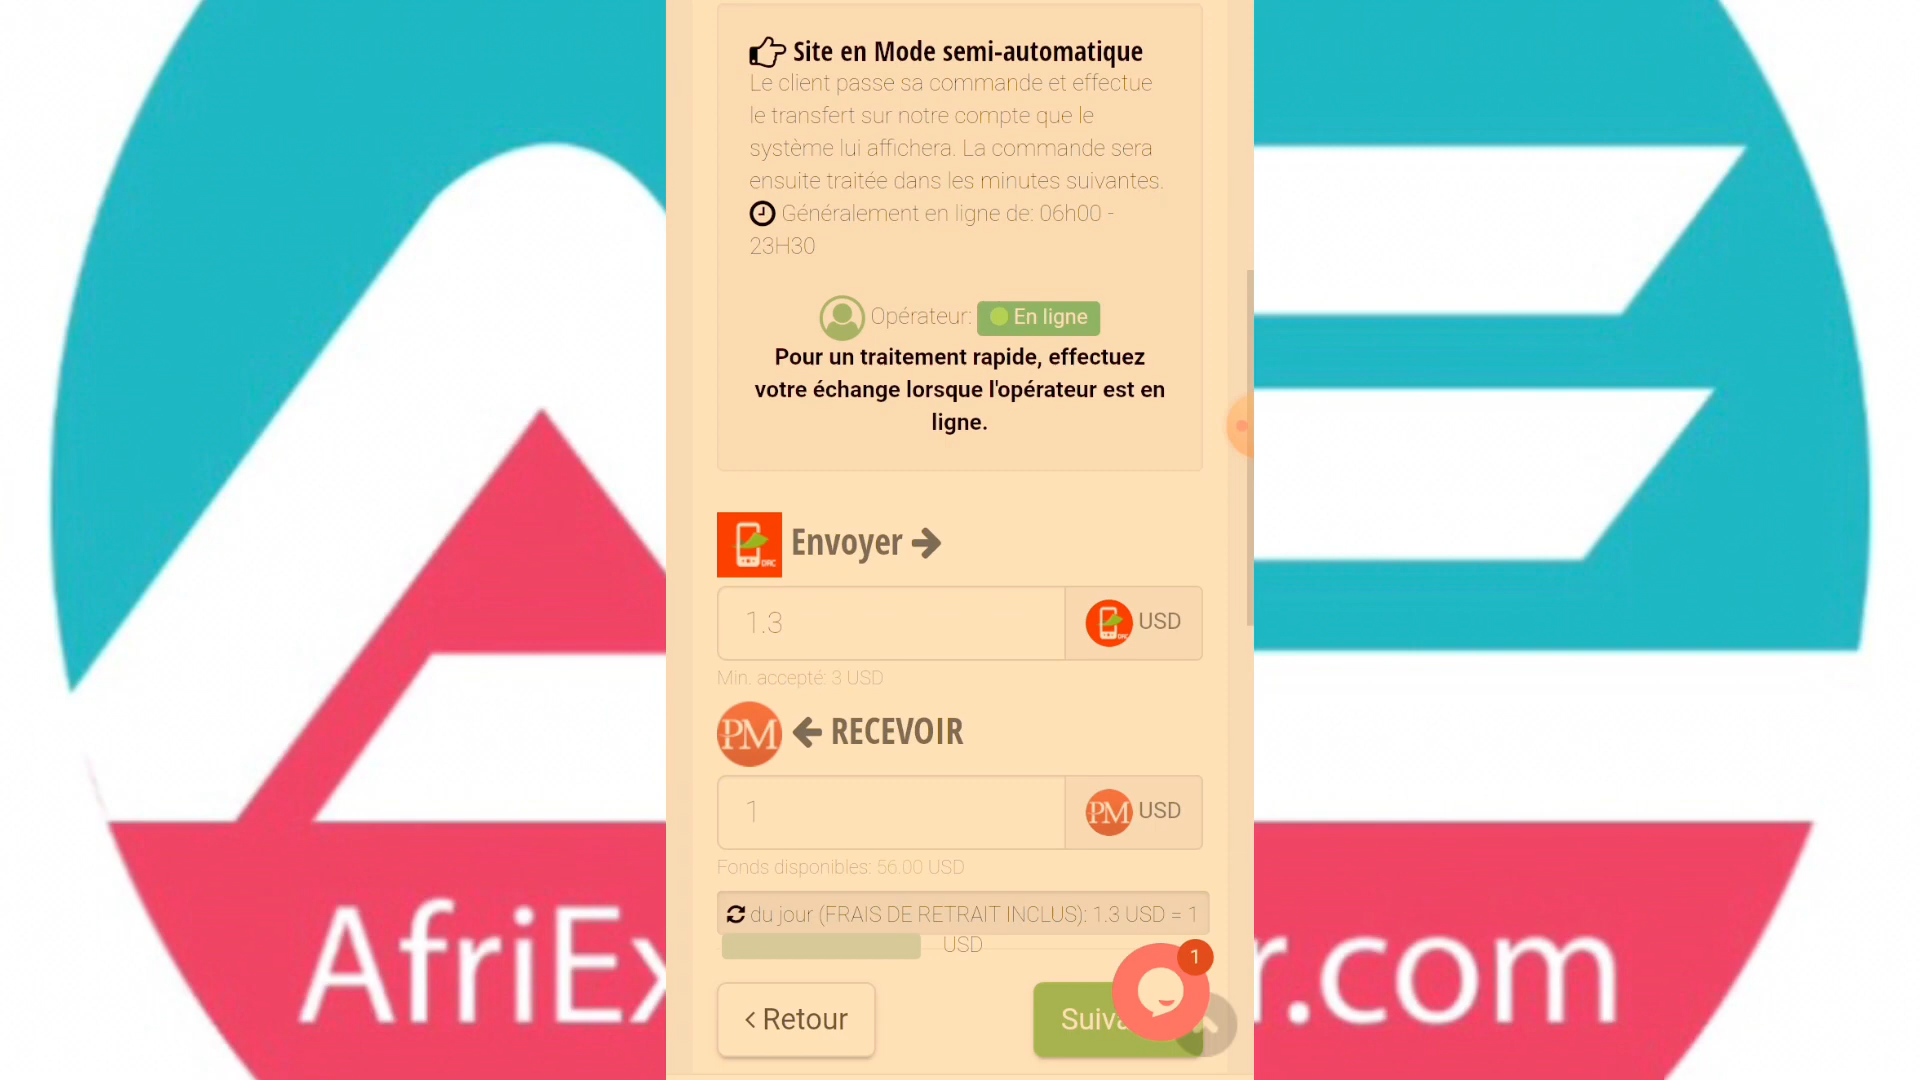 Site en Mode semi-automatique
Le client passe sa commande et effectue
le transfert sur notre compte que le
système lui affichera. La commande sera
ensuite traitée dans les minutes suivantes.
Généralement en ligne de: 06h00 -
23H30
Opérateur: En ligne
Pour un traitement rapide, effectuez
votre échange lorsque l'opérateur est en
ligne.
Envoyer
1.3 USD
Min. accepté: 3 USD
PM RECEVOIR
1 PM USD
Fonds disponibles: 56.00 USD
du jour (FRAIS DE RETRAIT INCLUS): 1.3 USD = 1
USD
1
Retour
AfriEx
r.com